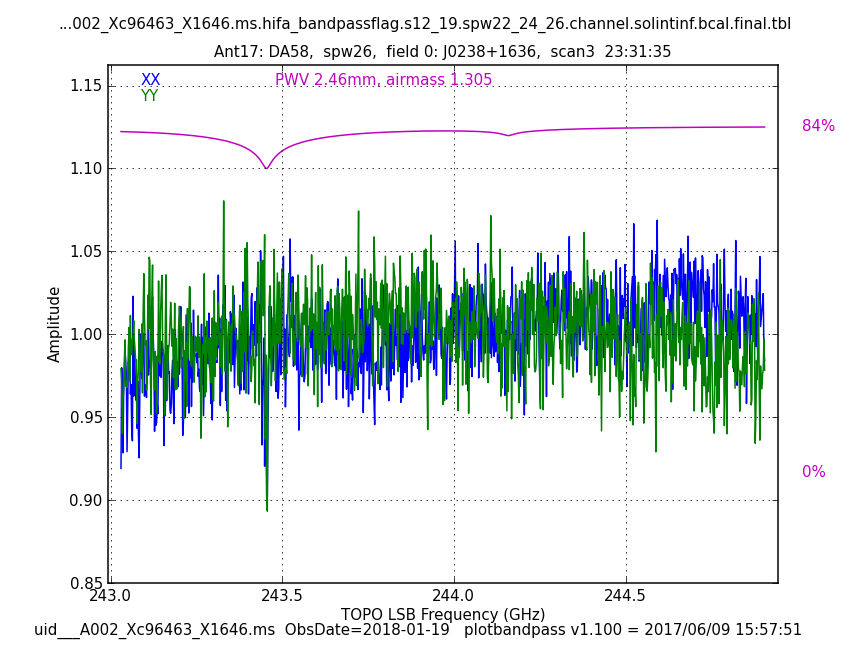 ...002_Xc96463_X1646.ms.hifa_bandpassflag.s12_19.spw22_24_26.channel.solintinf.bcal.final.tbl
Ant17: DA58,  spw26,  field 0: J0238+1636,  scan3  23:31:35
XX
PWV 2.46mm, airmass 1.305
YY
84%
0%
1.15
1.10
1.05
1.00
0.95
0.90
0.85
Amplitude
243.0
243.5
244.0
244.5
TOPO LSB Frequency (GHz)
uid___A002_Xc96463_X1646.ms  ObsDate=2018-01-19   plotbandpass v1.100 = 2017/06/09 15:57:51